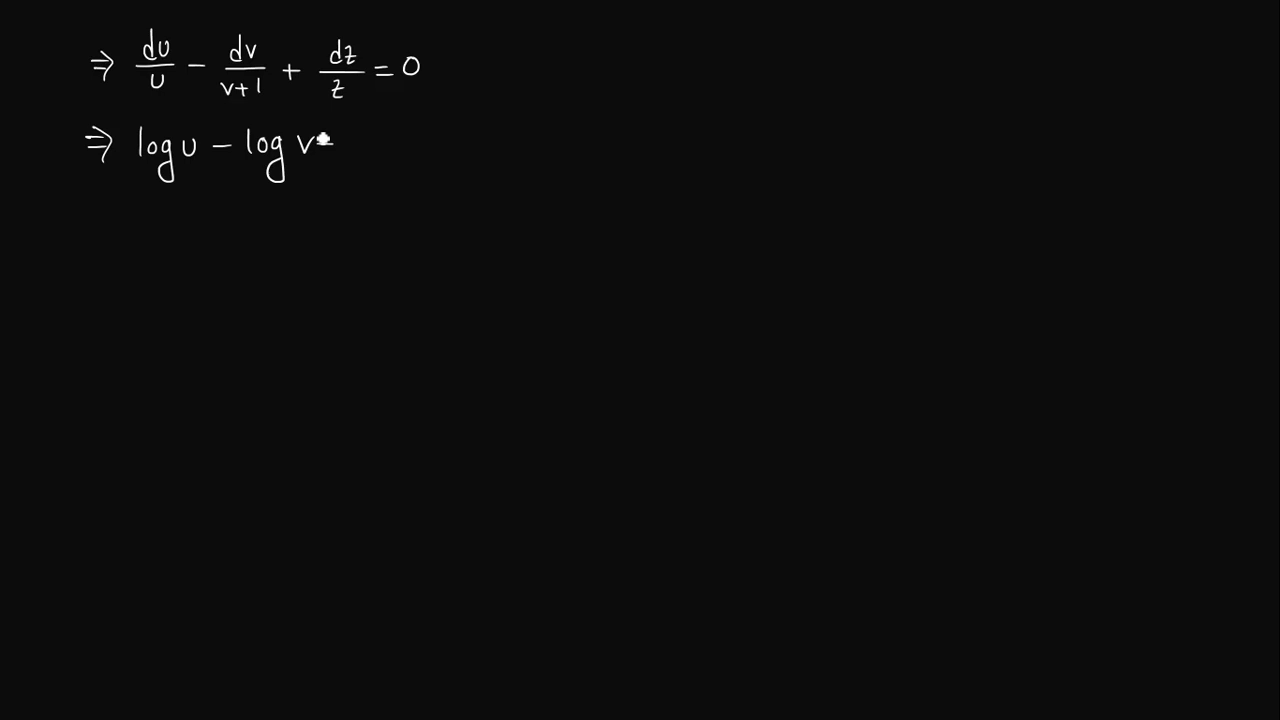 ⇒ du/u − dv/v+1 + dz/z = 0
⇒ log u − log v